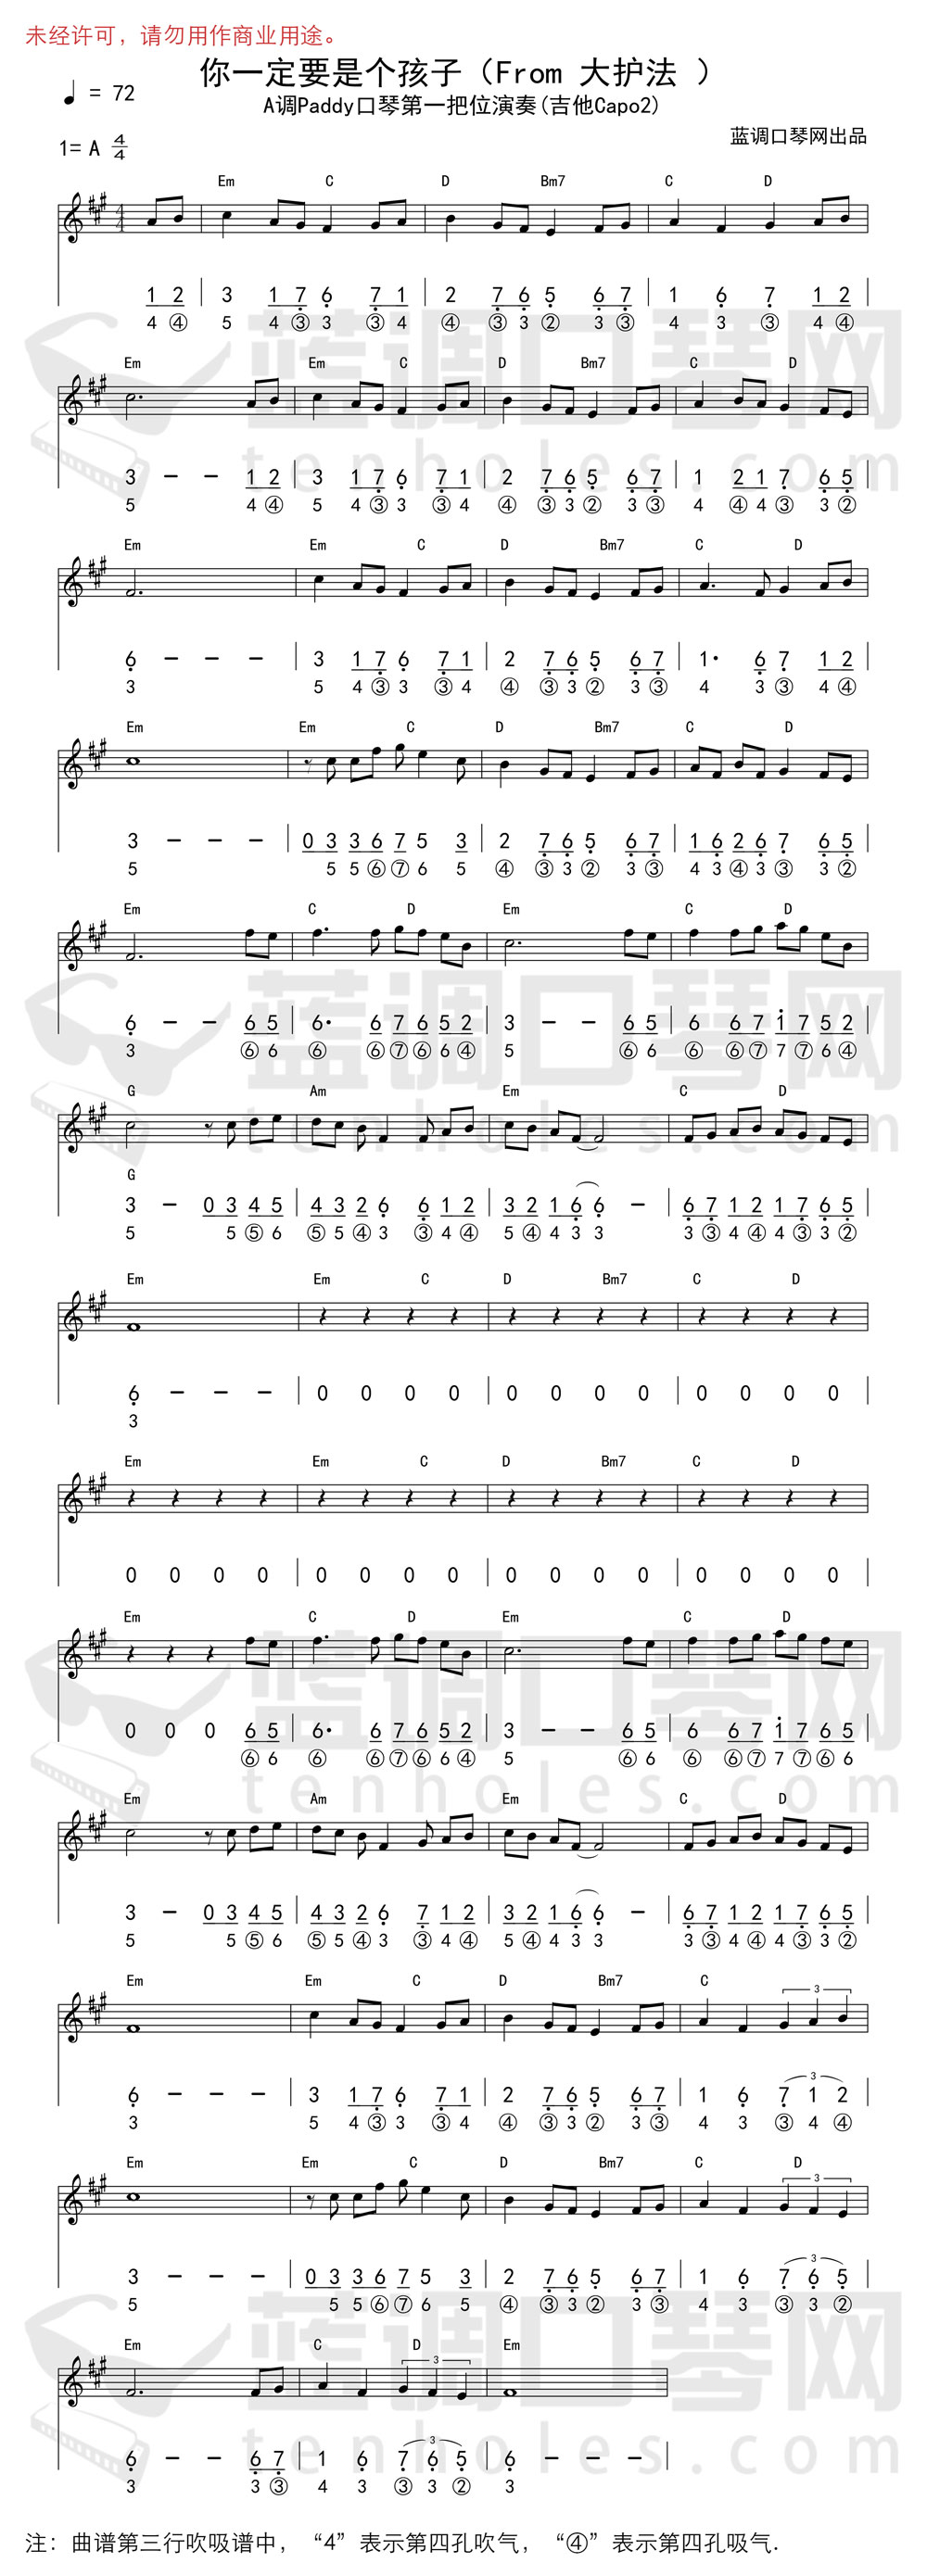 未经许可，请勿用作商业用途。
你一定要是个孩子（From 大护法 ）
♩ = 72
A调Paddy口琴第一把位演奏(吉他Capo2)
蓝调口琴网出品
1= A 4/4
Em C D Bm7 C D
1 2 | 3 1 7̣ 6̣ 7̣ 1 | 2 7̣ 6̣ 5̣ 6̣ 7̣ | 1 6̣ 7̣ 1 2 |
4 ④ 5 4 ③ 3 ③ 4 ④ ③ 3 ② 3 ③ 4 3 ③ 4 ④
Em Em C D Bm7 C D
3 − − 1 2 | 3 1 7̣ 6̣ 7̣ 1 | 2 7̣ 6̣ 5̣ 6̣ 7̣ | 1 2 1 7̣ 6̣ 5̣ |
5 4 ④ 5 4 ③ 3 ③ 4 ④ ③ 3 ② 3 ③ 4 ④ 4 ③ 3 ②
Em Em C D Bm7 C D
6̣ − − − | 3 1 7̣ 6̣ 7̣ 1 | 2 7̣ 6̣ 5̣ 6̣ 7̣ | 1· 6̣ 7̣ 1 2 |
3 5 4 ③ 3 ③ 4 ④ ③ 3 ② 3 ③ 4 3 ③ 4 ④
Em Em C D Bm7 C D
3 − − − | 0 3 3 6 7 5 3 | 2 7̣ 6̣ 5̣ 6̣ 7̣ | 1 6̣ 2 6̣ 7̣ 6̣ 5̣ |
5 5 5 ⑥ ⑦ 6 5 ④ ③ 3 ② 3 ③ 4 3 ④ 3 ③ 3 ②
Em C D Em C D
6̣ − − 6 5 | 6· 6 7 6 5 2 | 3 − − 6 5 | 6 6 7 1̇ 7 5 2 |
3 ⑥ 6 ⑥ ⑥ ⑦ ⑥ 6 ④ 5 ⑥ 6 ⑥ ⑥ ⑦ 7 ⑦ 6 ④
G Am Em C D
G
3 − 0 3 4 5 | 4 3 2 6̣ 6̣ 1 2 | 3 2 1 6̣ 6̣ − | 6̣ 7̣ 1 2 1 7̣ 6̣ 5̣ |
5 5 ⑤ 6 ⑤ 5 ④ 3 ③ 4 ④ 5 ④ 4 3 3 3 ③ 4 ④ 4 ③ 3 ②
Em Em C D Bm7 C D
6̣ − − − | 0 0 0 0 | 0 0 0 0 | 0 0 0 0 |
3
Em Em C D Bm7 C D
0 0 0 0 | 0 0 0 0 | 0 0 0 0 | 0 0 0 0 |
Em C D Em C D
0 0 0 6 5 | 6· 6 7 6 5 2 | 3 − − 6 5 | 6 6 7 1̇ 7 6 5 |
⑥ 6 ⑥ ⑥ ⑦ ⑥ 6 ④ 5 ⑥ 6 ⑥ ⑥ ⑦ 7 ⑦ ⑥ 6
Em Am Em C D
3 − 0 3 4 5 | 4 3 2 6̣ 7̣ 1 2 | 3 2 1 6̣ 6̣ − | 6̣ 7̣ 1 2 1 7̣ 6̣ 5̣ |
5 5 ⑤ 6 ⑤ 5 ④ 3 ③ 4 ④ 5 ④ 4 3 3 3 ③ 4 ④ 4 ③ 3 ②
Em Em C D Bm7 C
3
6̣ − − − | 3 1 7̣ 6̣ 7̣ 1 | 2 7̣ 6̣ 5̣ 6̣ 7̣ | 1 6̣ 7̣ 1 2 |
3 5 4 ③ 3 ③ 4 ④ ③ 3 ② 3 ③ 4 3 ③ 4 ④
Em Em C D Bm7 C D
3
3 − − − | 0 3 3 6 7 5 3 | 2 7̣ 6̣ 5̣ 6̣ 7̣ | 1 6̣ 7̣ 6̣ 5̣ |
5 5 5 ⑥ ⑦ 6 5 ④ ③ 3 ② 3 ③ 4 3 ③ 3 ②
Em C D Em
3
6̣ − − 6̣ 7̣ | 1 6̣ 7̣ 6̣ 5̣ | 6̣ − − − |
3 3 ③ 4 3 ③ 3 ② 3
注：曲谱第三行吹吸谱中，“4”表示第四孔吹气，“④”表示第四孔吸气.
蓝调口琴网
tenholes.com